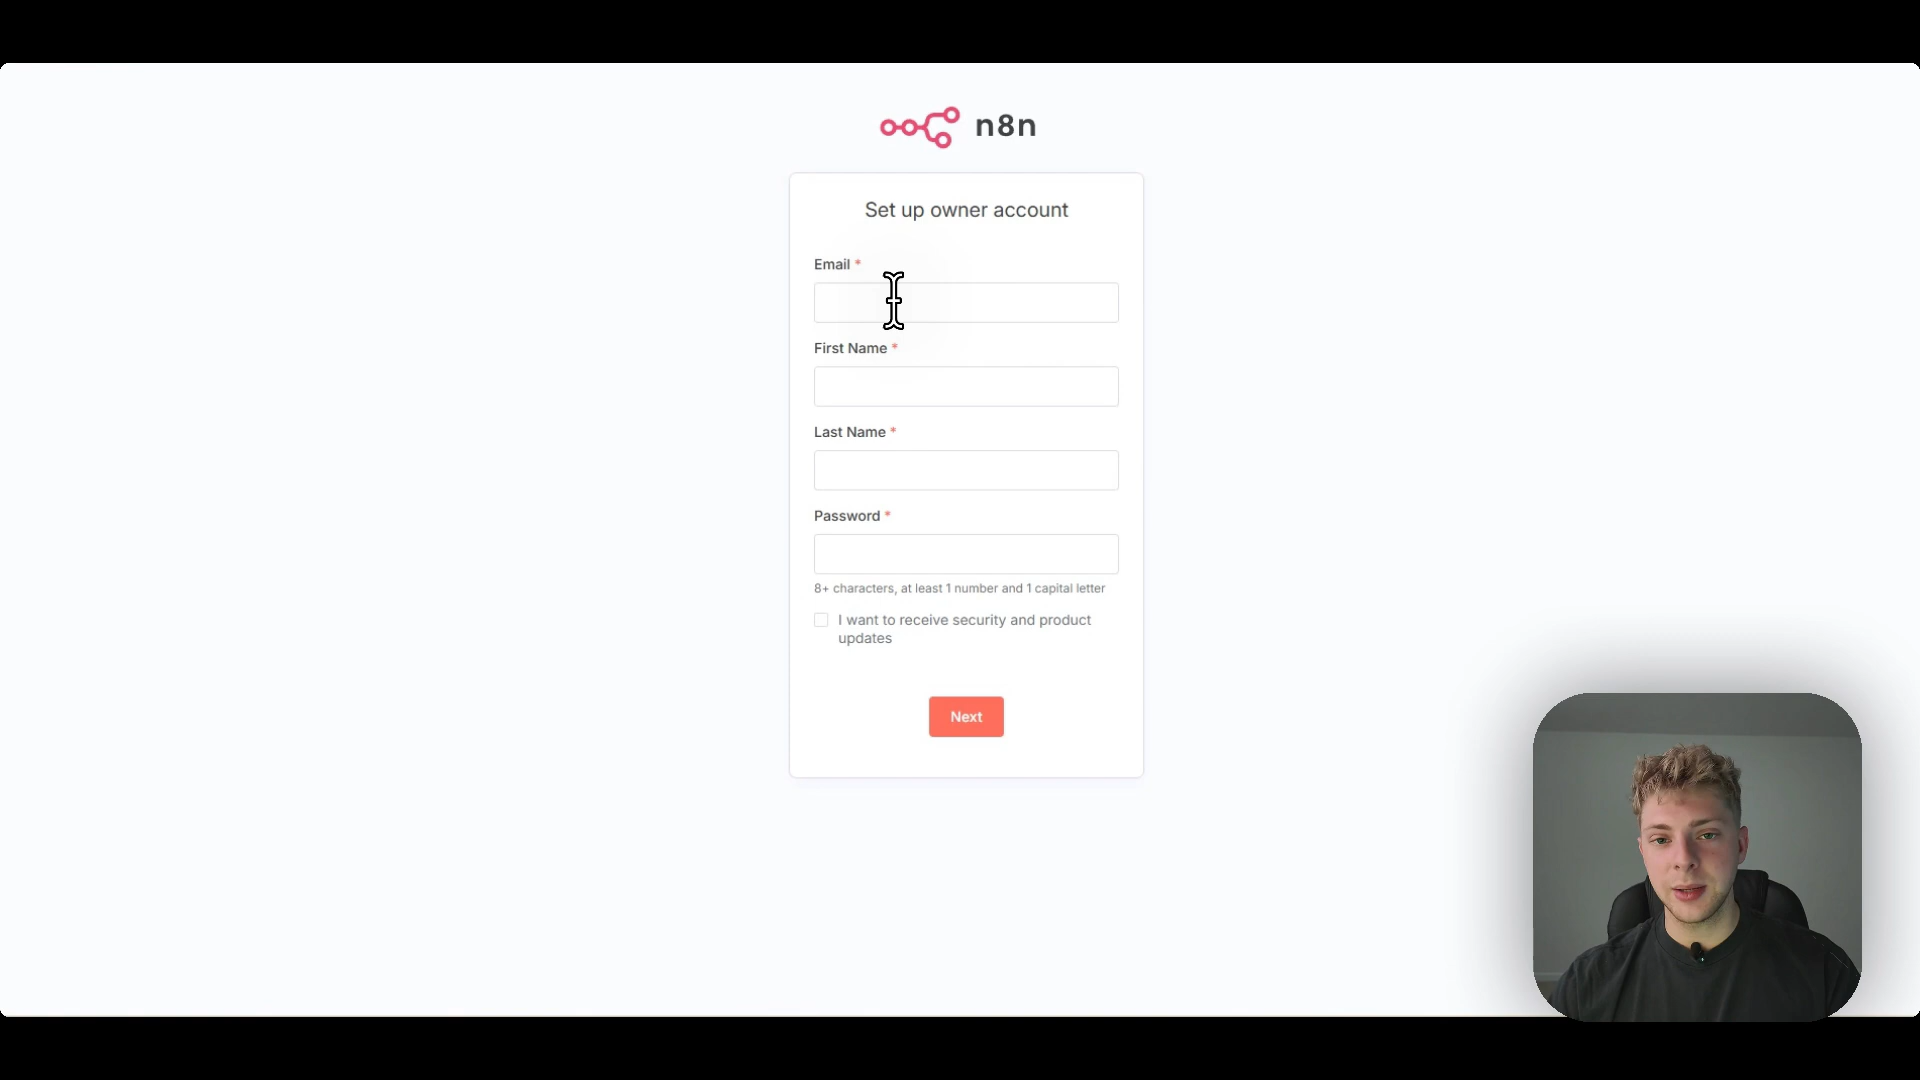 n8n
Set up owner account
Email *
First Name *
Last Name *
Password *
8+ characters, at least 1 number and 1 capital letter
I want to receive security and product
updates
Next